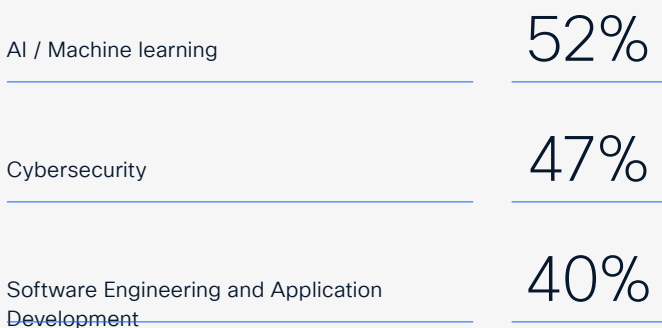 AI / Machine learning 52%
Cybersecurity 47%
Software Engineering and Application 40%
Development